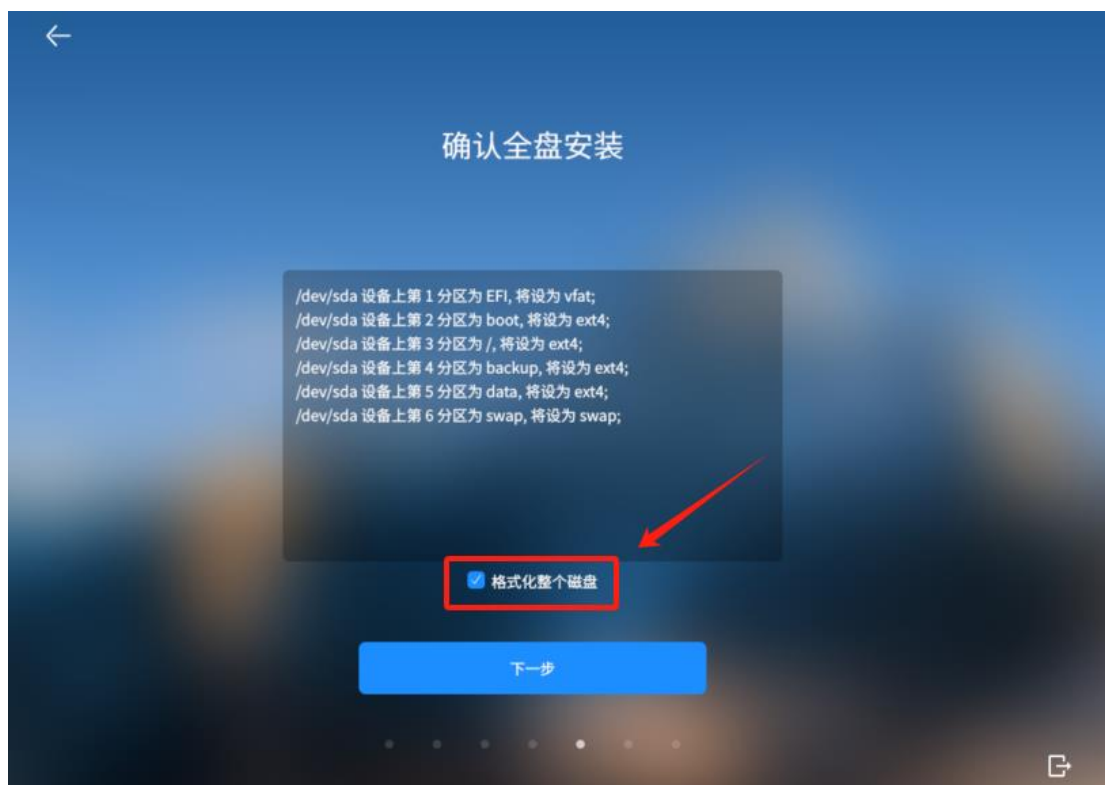 确认全盘安装
/dev/sda 设备上第 1 分区为 EFI, 将设为 vfat;
/dev/sda 设备上第 2 分区为 boot, 将设为 ext4;
/dev/sda 设备上第 3 分区为 /, 将设为 ext4;
/dev/sda 设备上第 4 分区为 backup, 将设为 ext4;
/dev/sda 设备上第 5 分区为 data, 将设为 ext4;
/dev/sda 设备上第 6 分区为 swap, 将设为 swap;
格式化整个磁盘
下一步